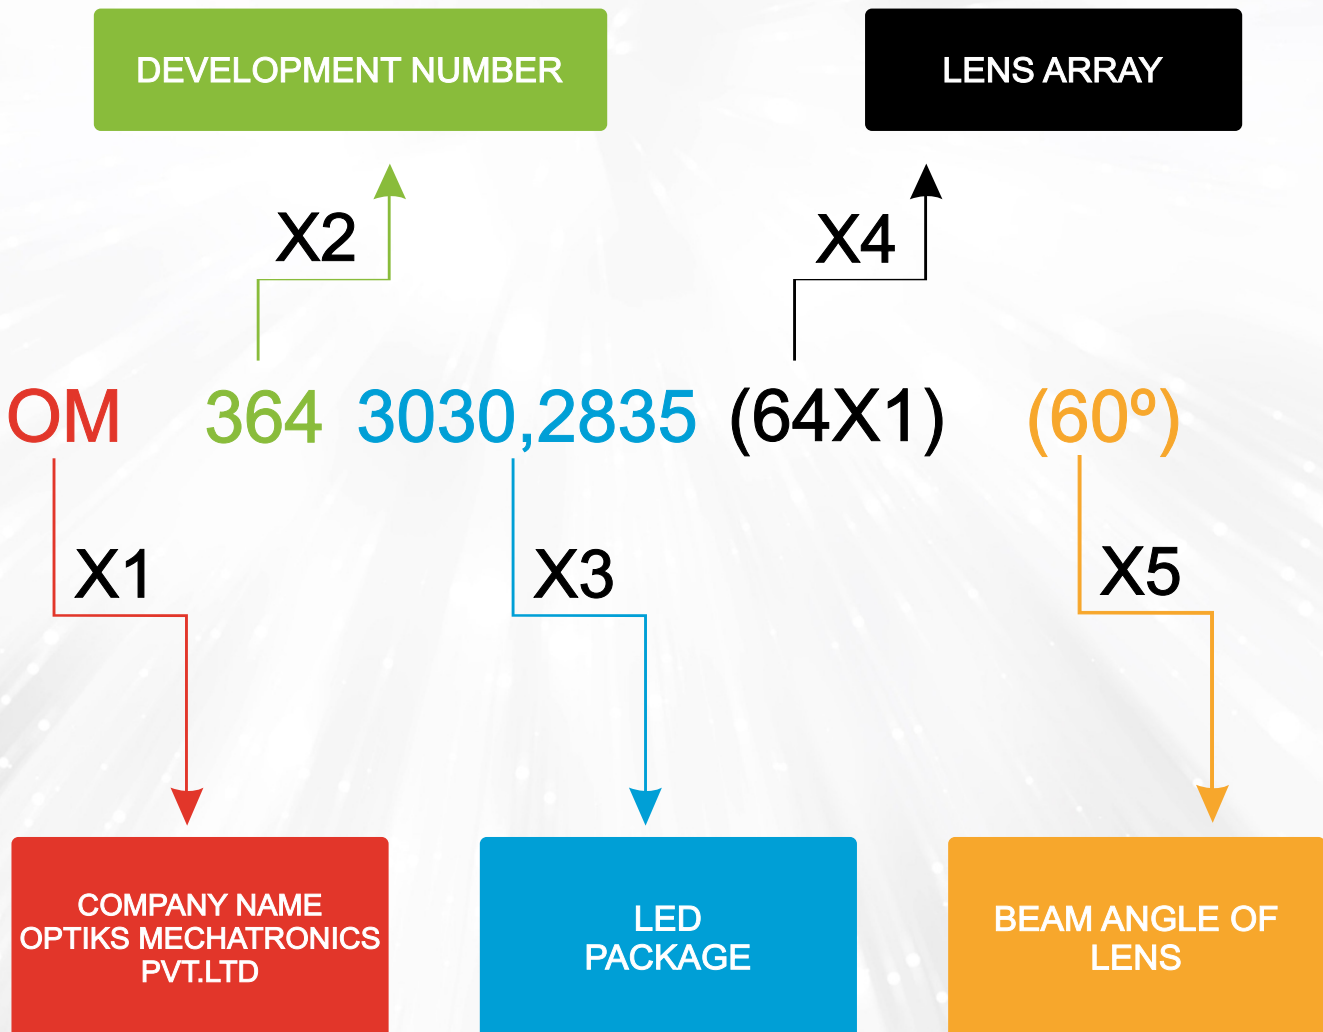 DEVELOPMENT NUMBER
LENS ARRAY
X2
X4
OM 364 3030,2835 (64X1) (60º)
X1
X3
X5
COMPANY NAME
OPTIKS MECHATRONICS
PVT.LTD
LED
PACKAGE
BEAM ANGLE OF
LENS